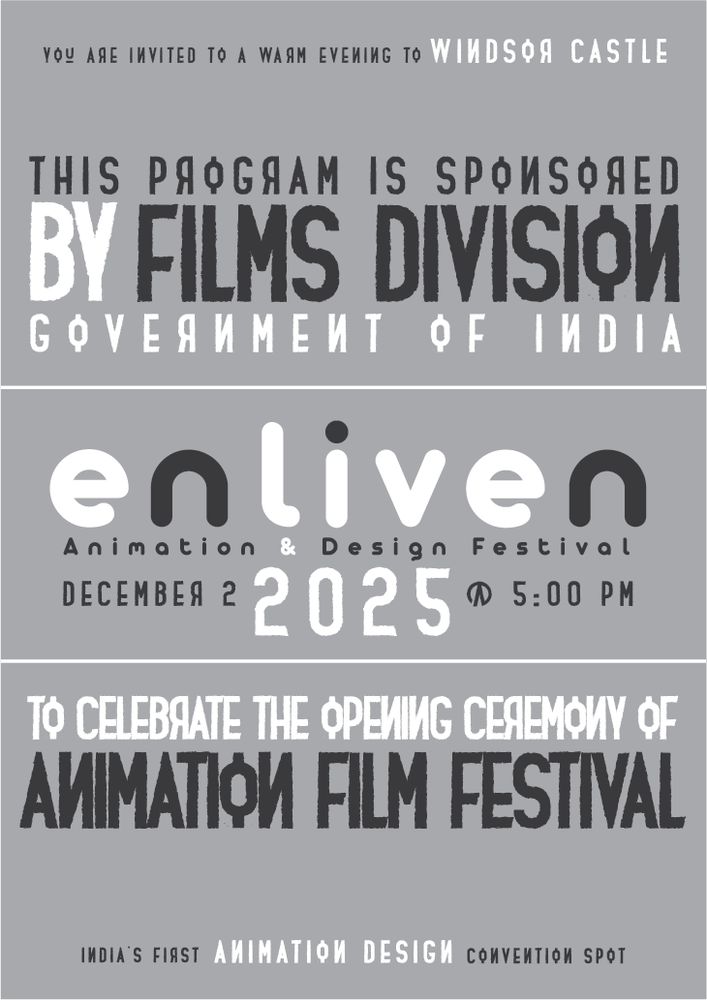 YOU ARE INVITED TO A WARM EVENING TO WINDSOR CASTLE
THIS PROGRAM IS SPONSORED
BY FILMS DIVISION
GOVERNMENT OF INDIA
enliven
Animation & Design Festival
DECEMBER 2 2025 @ 5:00 PM
TO CELEBRATE THE OPENING CEREMONY OF
ANIMATION FILM FESTIVAL
INDIA'S FIRST ANIMATION DESIGN CONVENTION SPOT